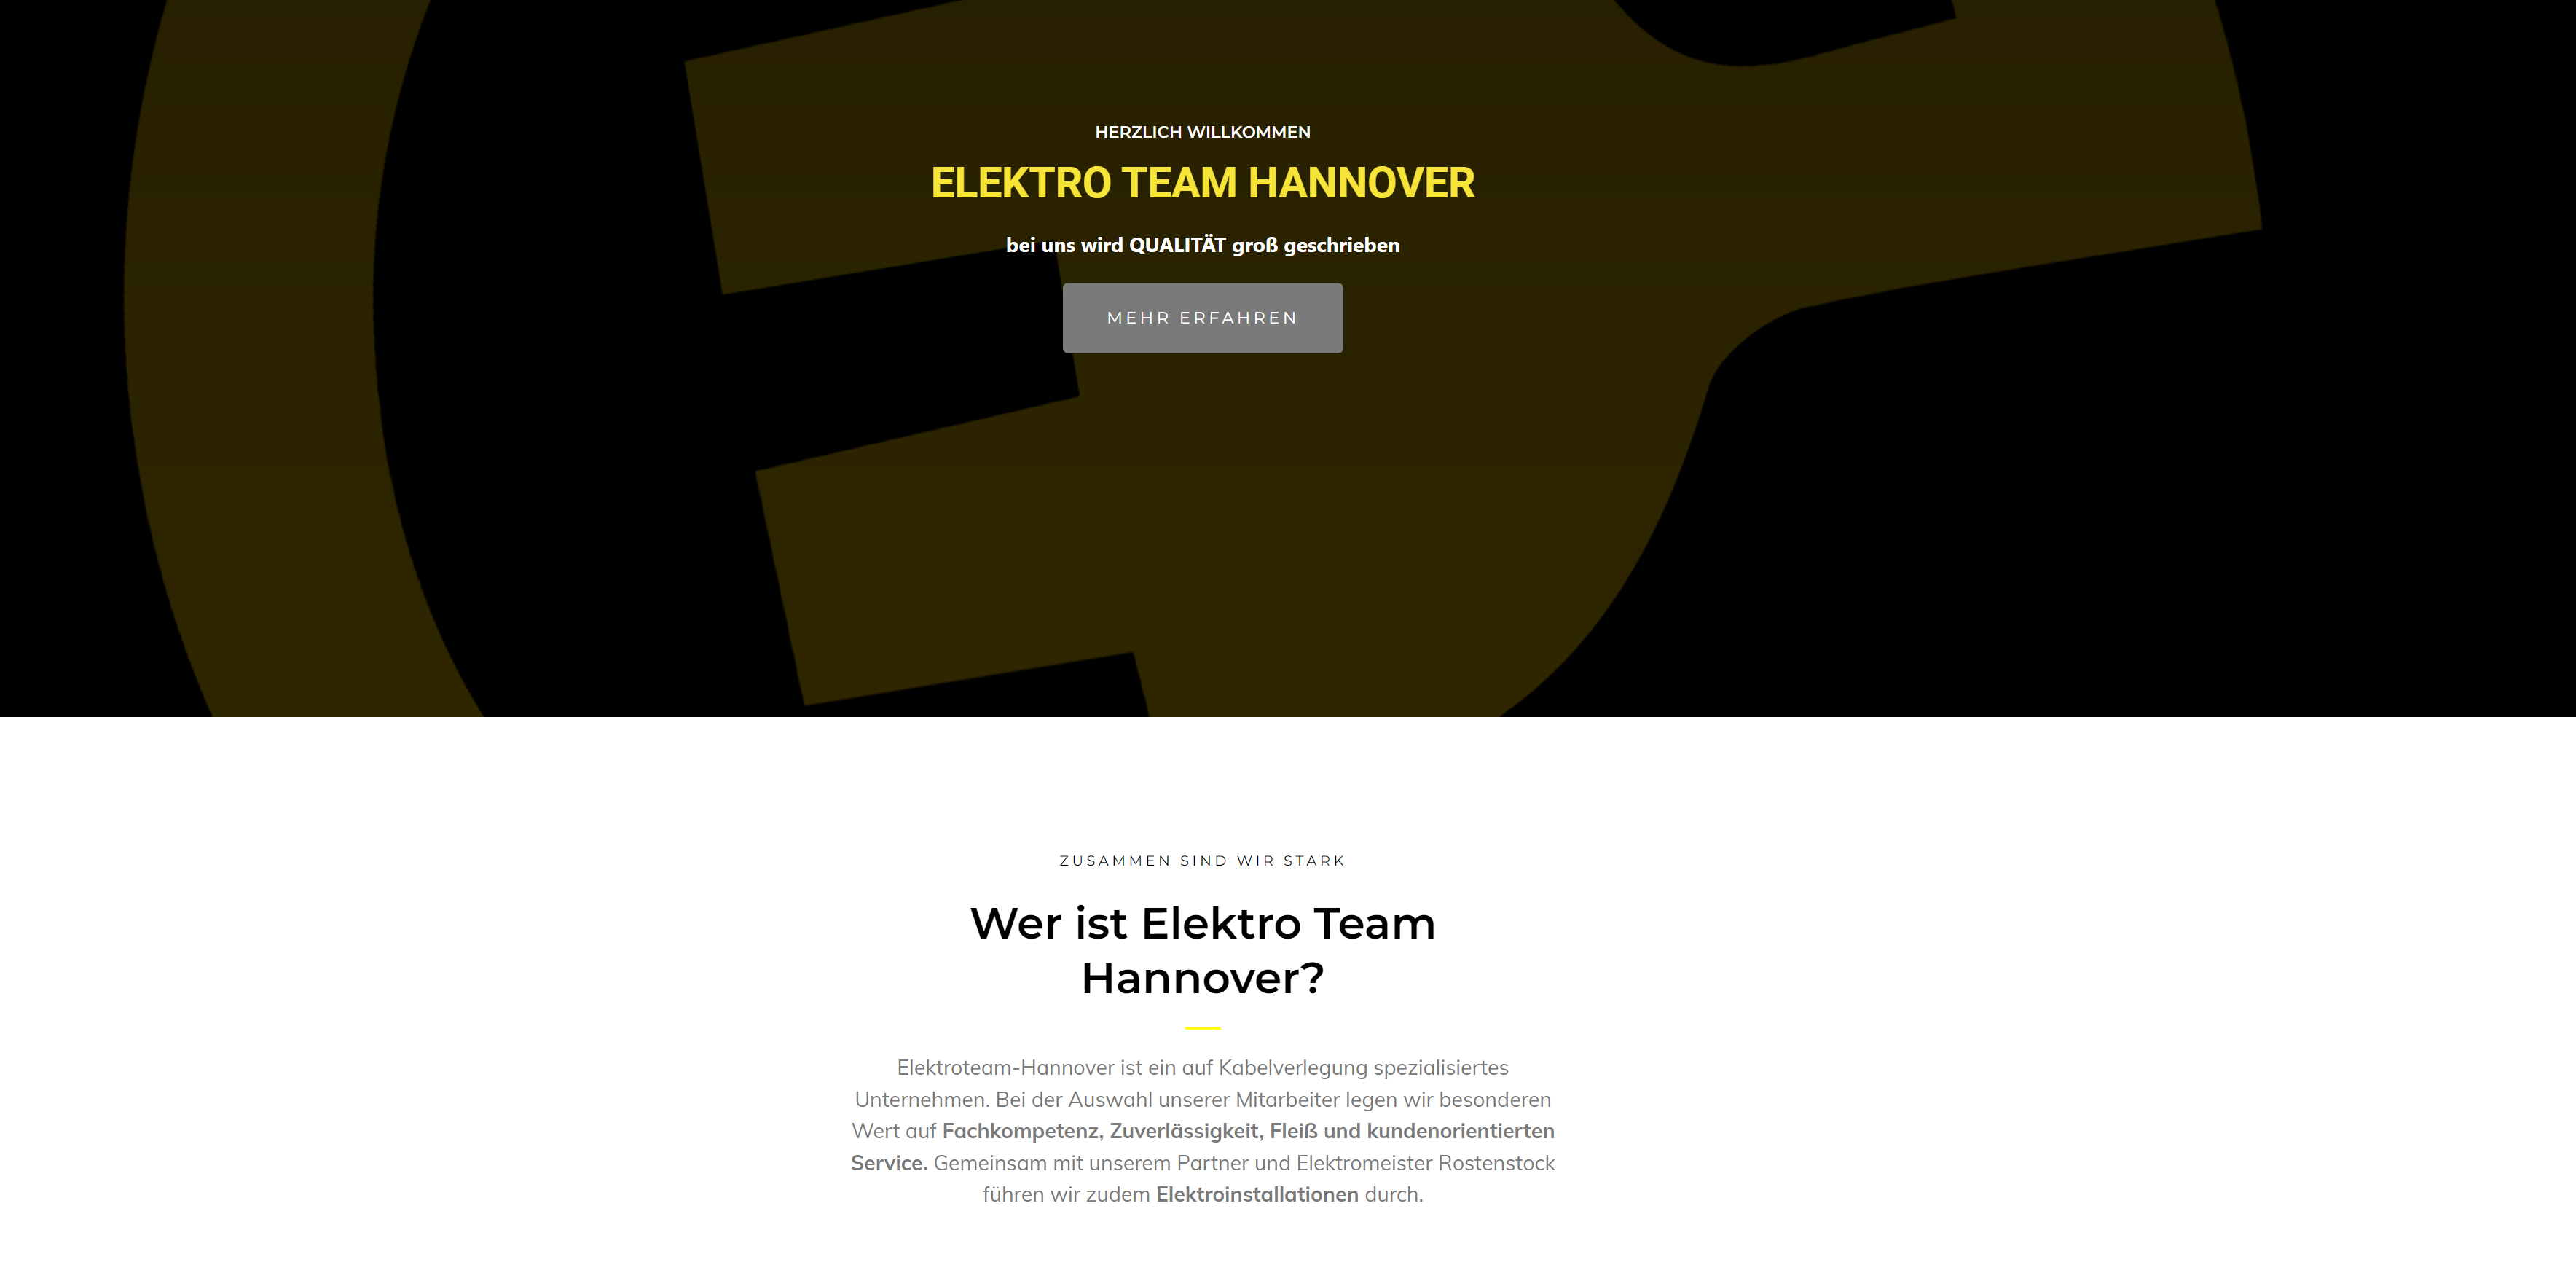 HERZLICH WILLKOMMEN
ELEKTRO TEAM HANNOVER
bei uns wird QUALITÄT groß geschrieben
MEHR ERFAHREN
ZUSAMMEN SIND WIR STARK
Wer ist Elektro Team
Hannover?
Elektroteam-Hannover ist ein auf Kabelverlegung spezialisiertes
Unternehmen. Bei der Auswahl unserer Mitarbeiter legen wir besonderen
Wert auf Fachkompetenz, Zuverlässigkeit, Fleiß und kundenorientierten
Service. Gemeinsam mit unserem Partner und Elektromeister Rostenstock
führen wir zudem Elektroinstallationen durch.